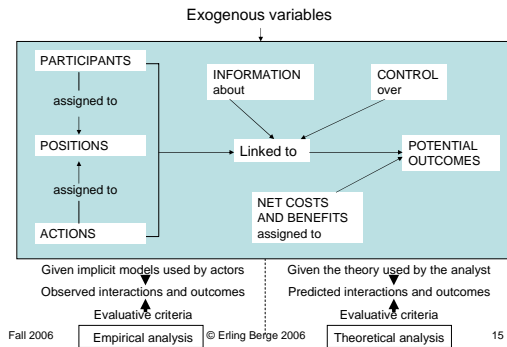 Exogenous variables
PARTICIPANTS
assigned to
POSITIONS
assigned to
ACTIONS
INFORMATION
about
CONTROL
over
Linked to
POTENTIAL
OUTCOMES
NET COSTS
AND BENEFITS
assigned to
Given implicit models used by actors
Observed interactions and outcomes
Evaluative criteria
Empirical analysis
Given the theory used by the analyst
Predicted interactions and outcomes
Evaluative criteria
Theoretical analysis
Fall 2006
© Erling Berge 2006
15